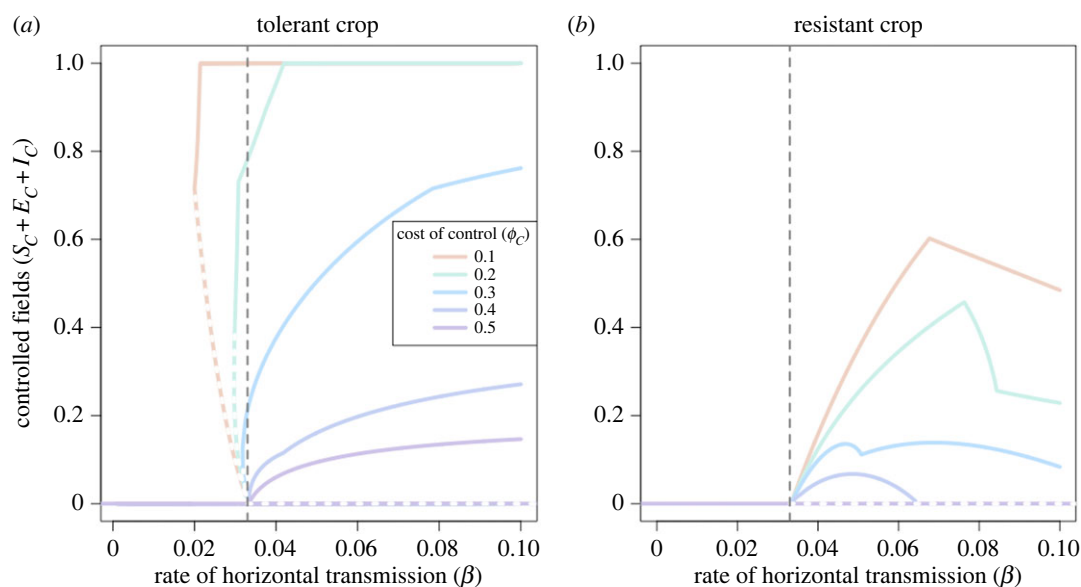 (a) tolerant crop
(b) resistant crop
controlled fields (S_C + E_C + I_C)
1.0
0.8
0.6
0.4
0.2
0
cost of control (ϕ_C)
0.1
0.2
0.3
0.4
0.5
0 0.02 0.04 0.06 0.08 0.10
rate of horizontal transmission (β)
1.0
0.8
0.6
0.4
0.2
0
0 0.02 0.04 0.06 0.08 0.10
rate of horizontal transmission (β)